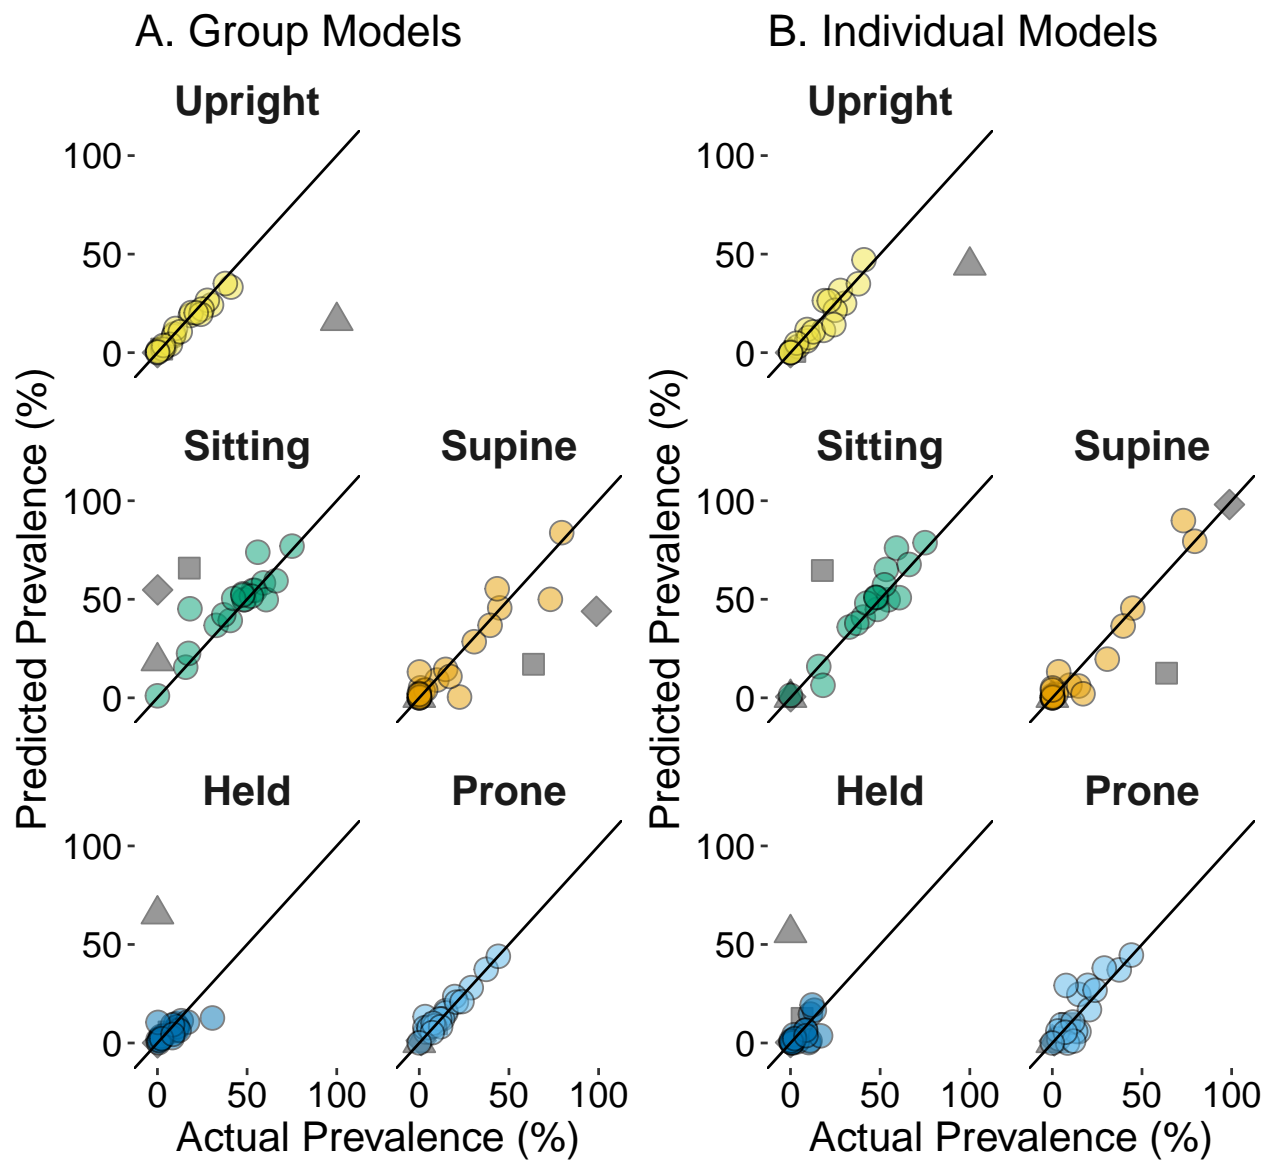 A. Group Models
B. Individual Models
Upright
Upright
100
50
0
100
50
0
Predicted Prevalence (%)
Predicted Prevalence (%)
Sitting
Supine
Sitting
Supine
100
50
0
100
50
0
Held
Prone
Held
Prone
100
50
0
100
50
0
0 50 100
0 50 100
0 50 100
0 50 100
Actual Prevalence (%)
Actual Prevalence (%)